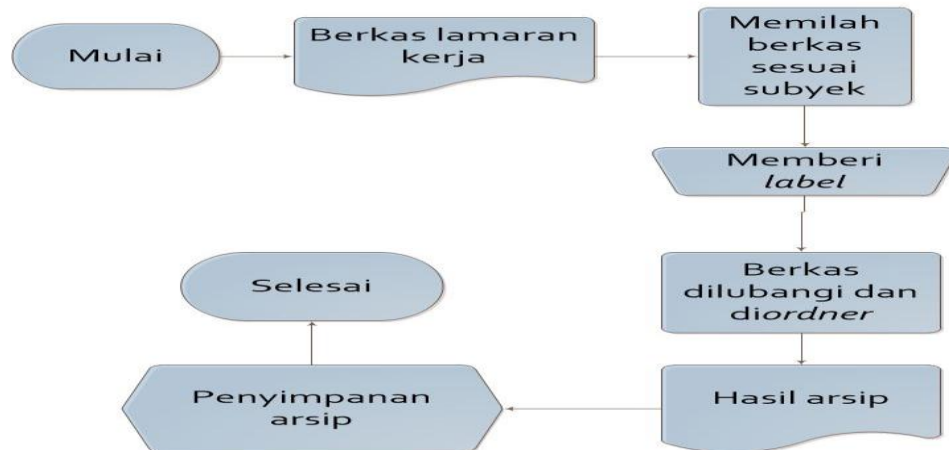 Mulai
Berkas lamaran
kerja
Memilah
berkas
sesuai
subyek
Memberi
label
Berkas
dilubangi dan
diordner
Hasil arsip
Penyimpanan
arsip
Selesai